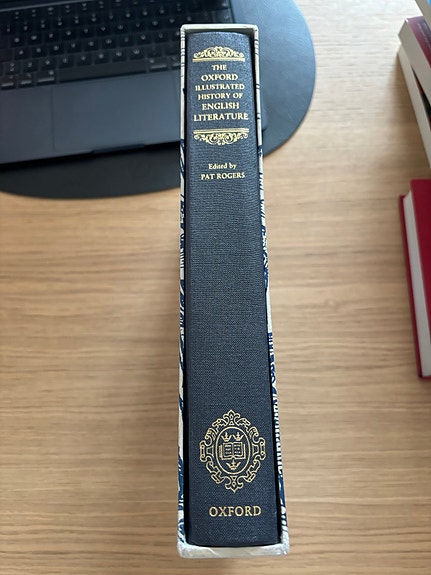 THE
OXFORD
ILLUSTRATED
HISTORY OF
ENGLISH
LITERATURE
Edited by
PAT ROGERS
OXFORD